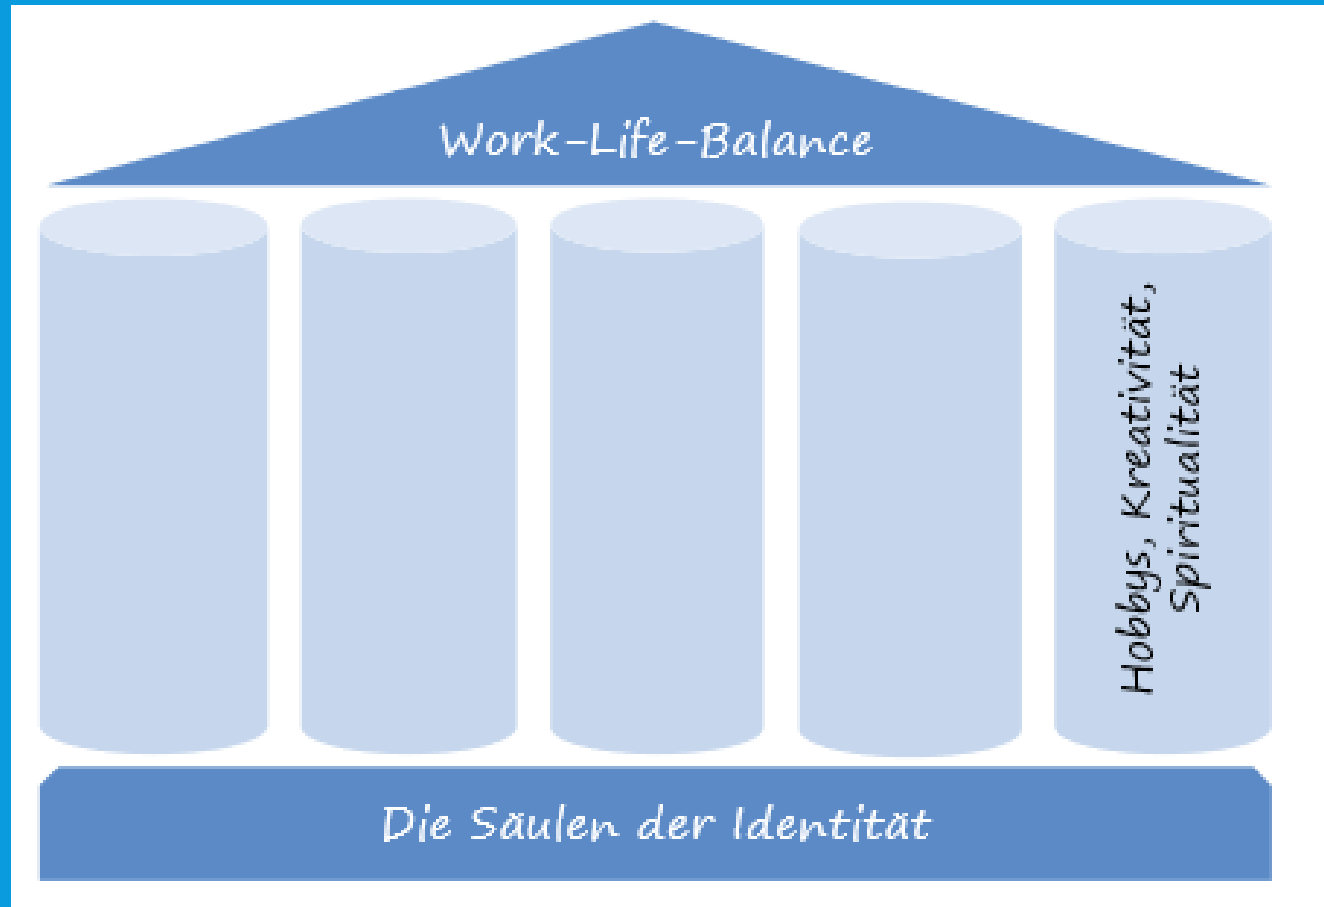 Work-Life-Balance
Hobbys, Kreativität,
Spiritualität
Die Säulen der Identität